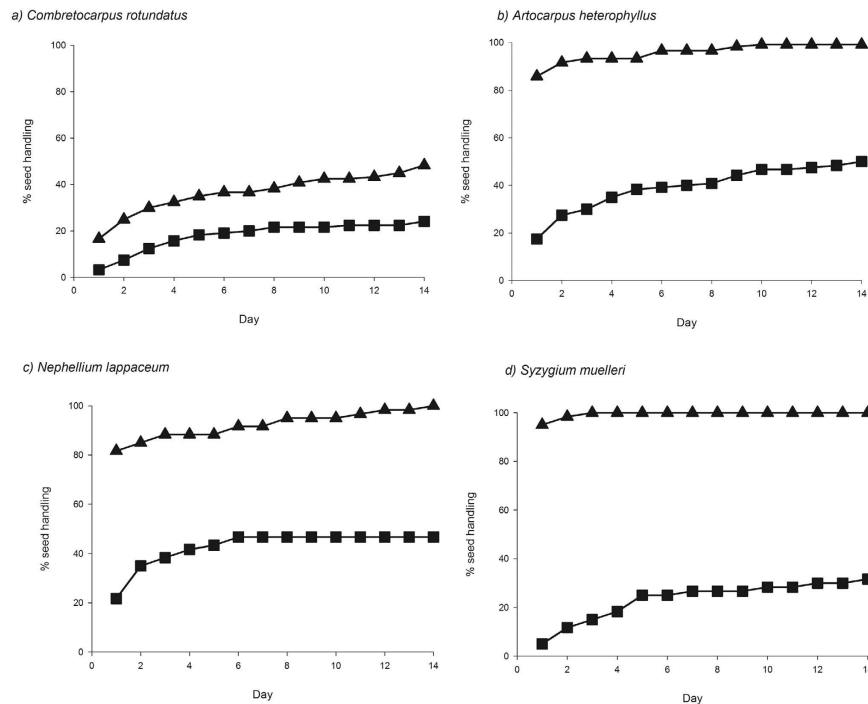 a) Combretocarpus rotundatus
100
80
60
40
20
0
% seed handling
0 2 4 6 8 10 12 14
Day
b) Artocarpus heterophyllus
100
80
60
40
20
0
% seed handling
0 2 4 6 8 10 12 14
Day
c) Nephellium lappaceum
100
80
60
40
20
0
% seed handling
0 2 4 6 8 10 12 14
Day
d) Syzygium muelleri
100
80
60
40
20
0
% seed handling
0 2 4 6 8 10 12 14
Day